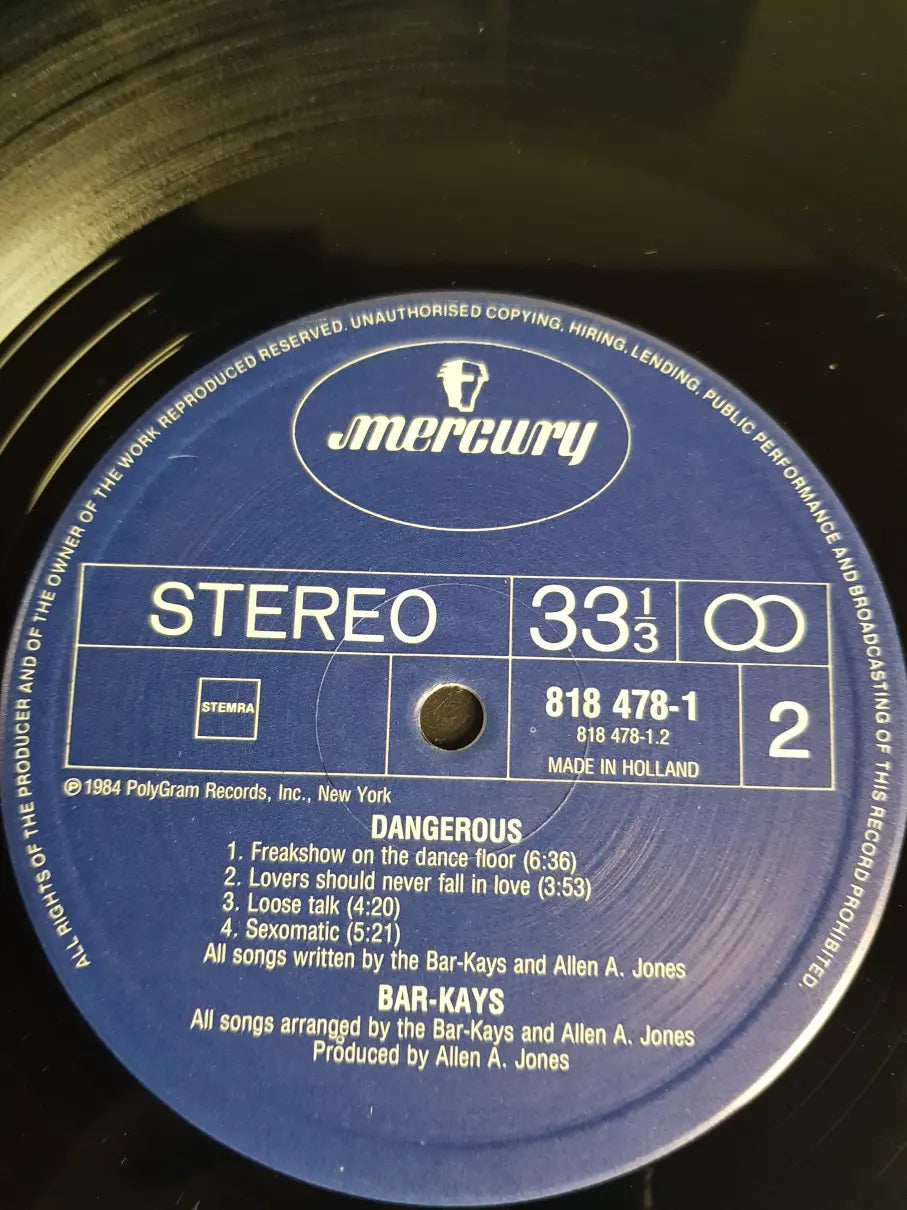 ALL RIGHTS OF THE PRODUCER AND OF THE OWNER OF THE WORK REPRODUCED RESERVED. UNAUTHORISED COPYING, HIRING, LENDING, PUBLIC PERFORMANCE AND BROADCASTING OF THIS RECORD PROHIBITED.
mercury
STEREO 33 1/3
STEMRA
818 478-1
818 478-1.2
MADE IN HOLLAND
2
℗ 1984 PolyGram Records, Inc., New York
DANGEROUS
1. Freakshow on the dance floor (6:36)
2. Lovers should never fall in love (3:53)
3. Loose talk (4:20)
4. Sexomatic (5:21)
All songs written by the Bar-Kays and Allen A. Jones
BAR-KAYS
All songs arranged by the Bar-Kays and Allen A. Jones
Produced by Allen A. Jones